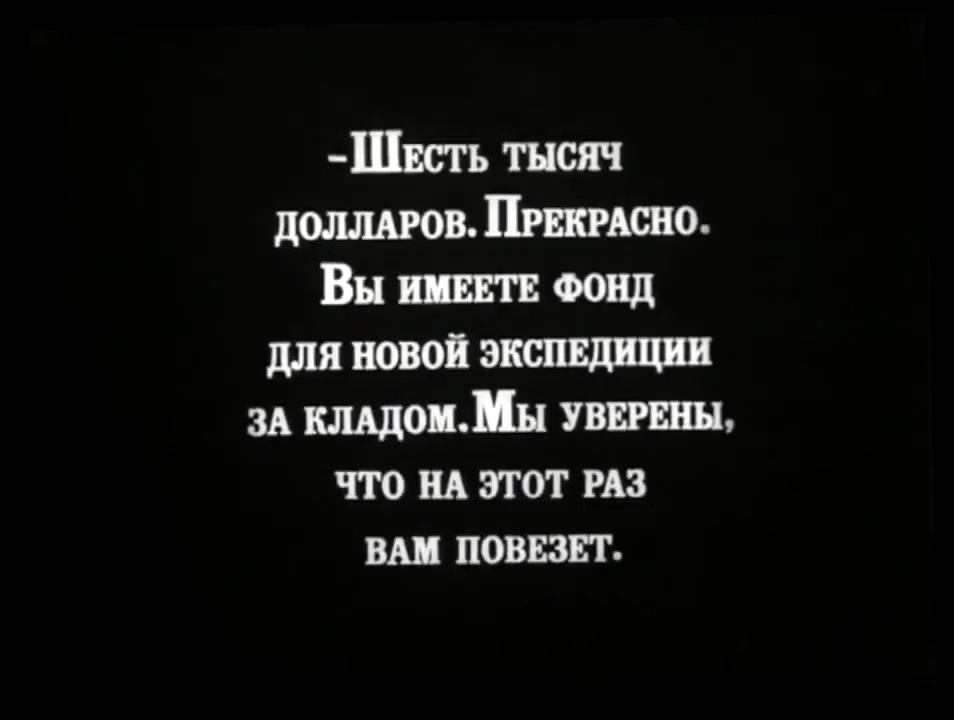 -Шесть тысяч
долларов. Прекрасно.
Вы имеете фонд
для новой экспедиции
за кладом. Мы уверены,
что на этот раз
вам повезет.